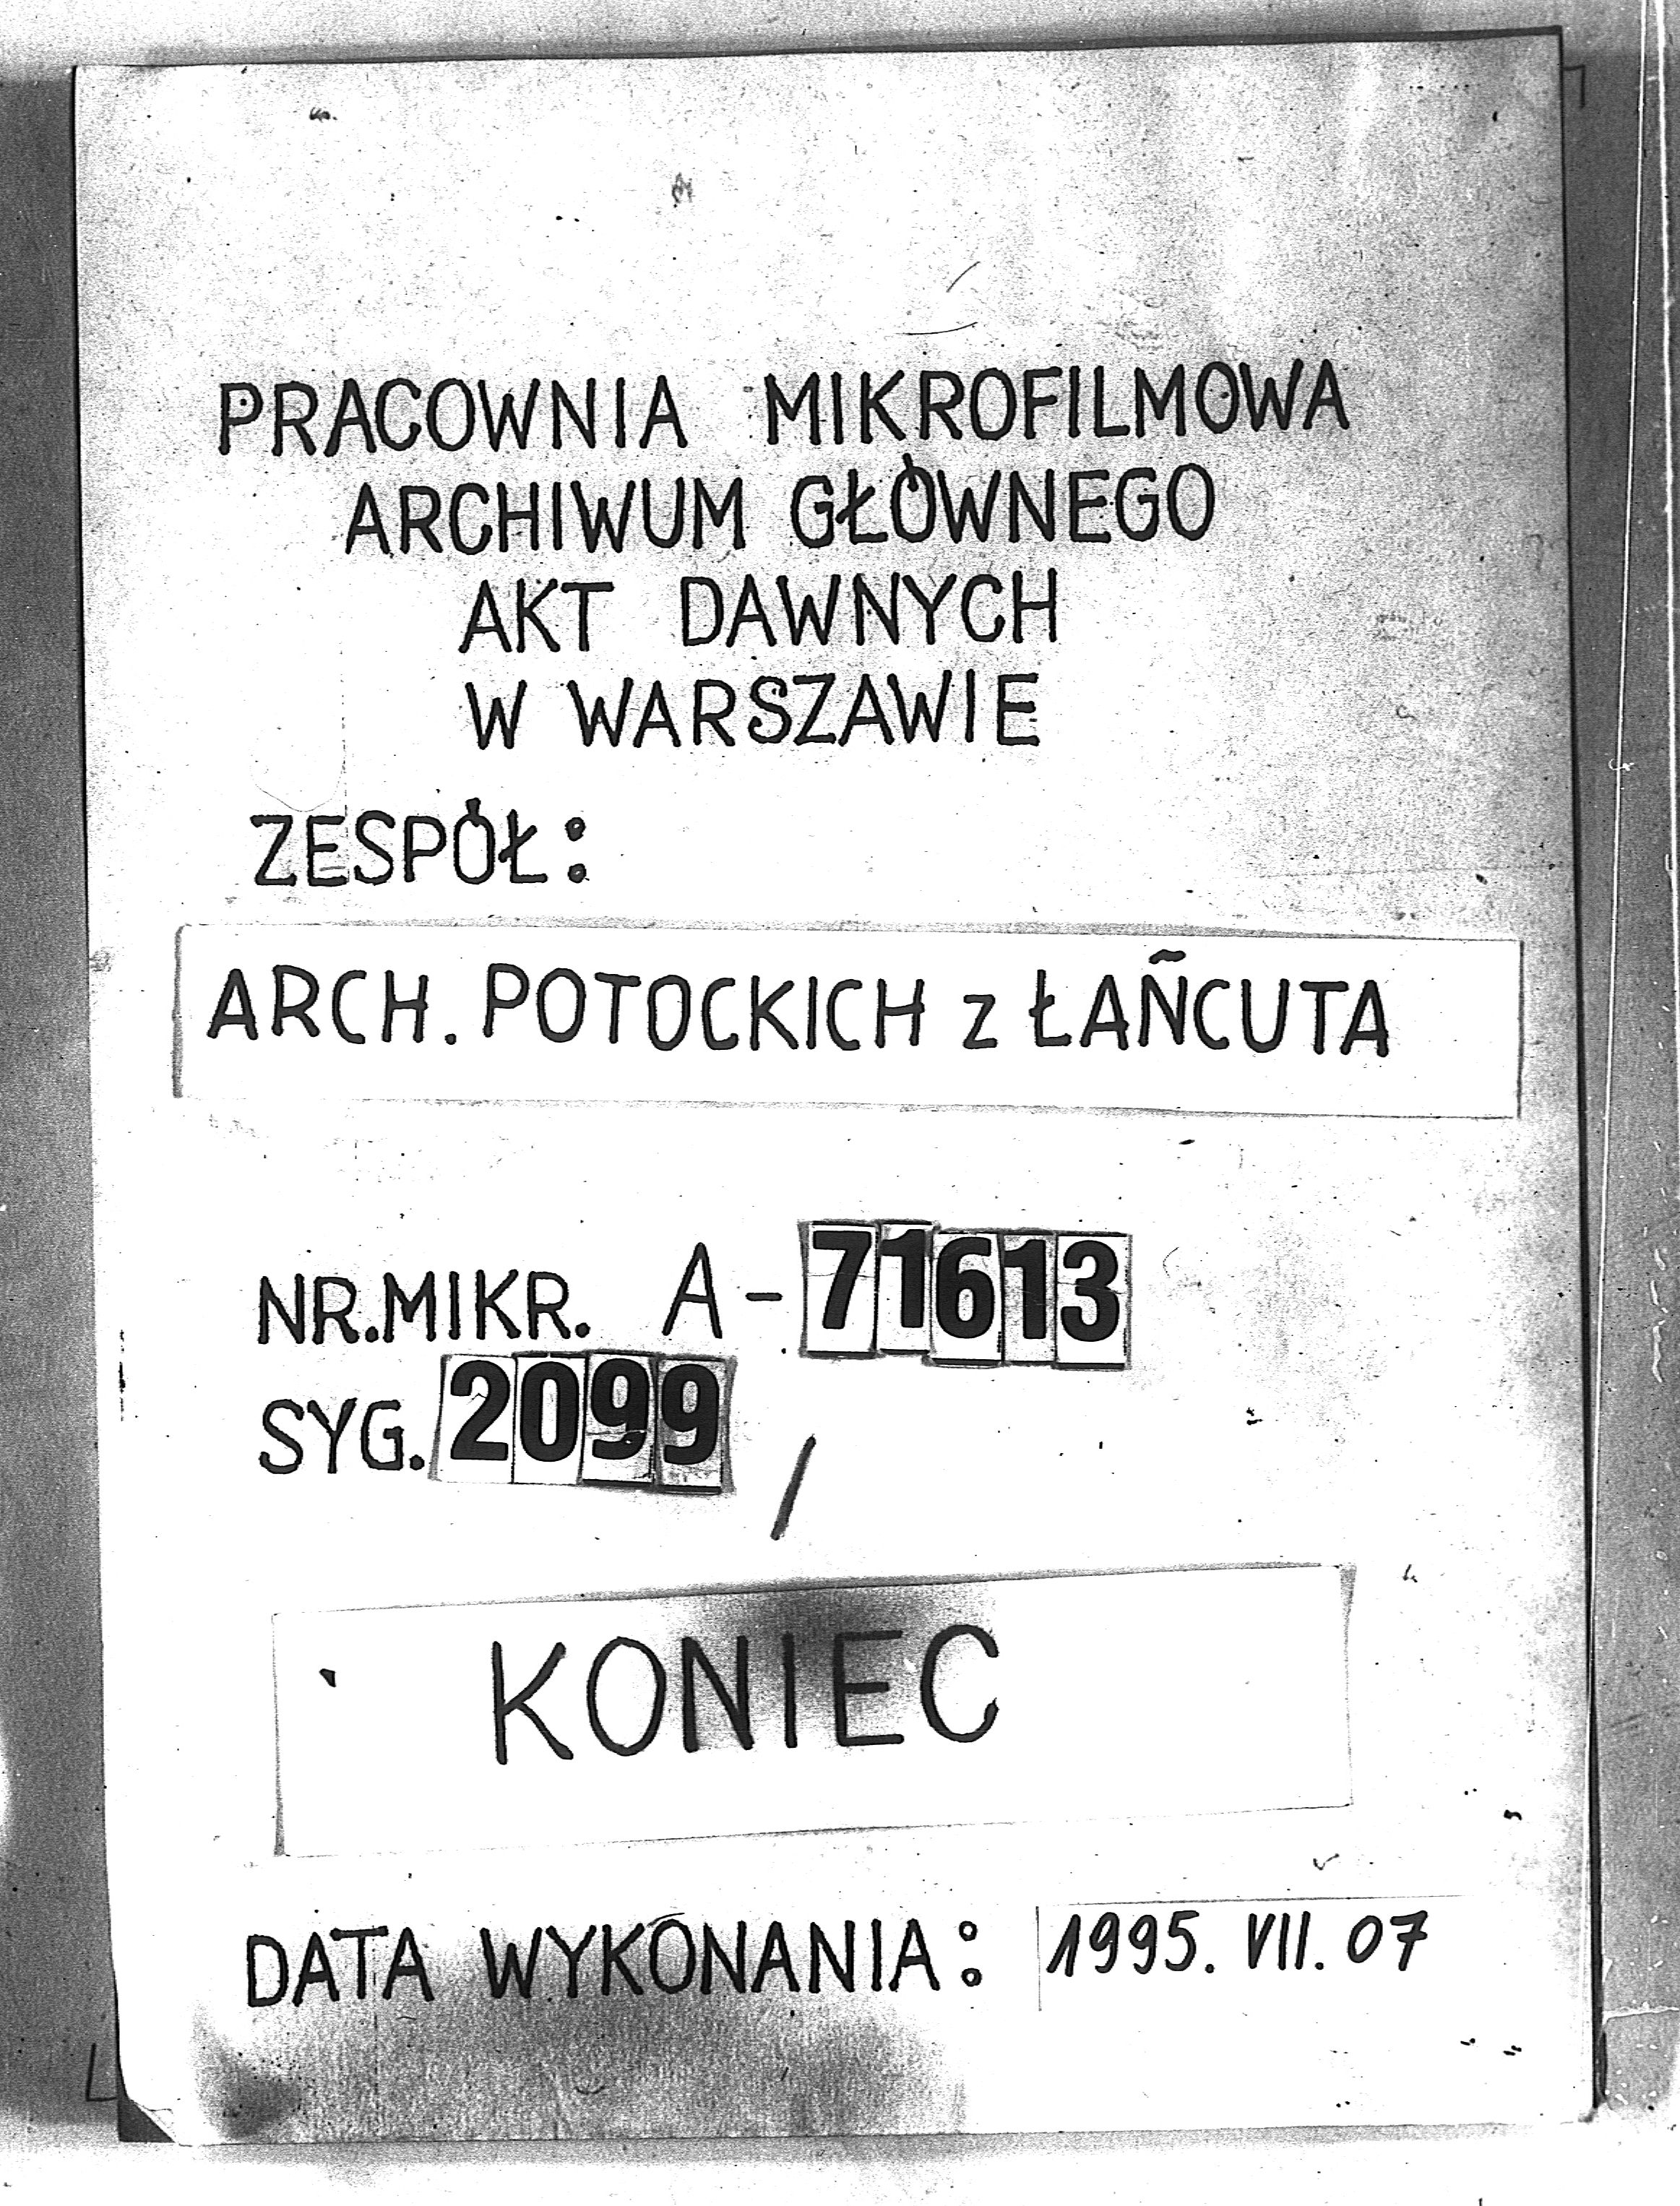 PRACOWNIA MIKROFILMOWA
ARCHIWUM GŁÓWNEGO
AKT DAWNYCH
W WARSZAWIE
ZESPÓŁ:
ARCH. POTOCKICH z ŁAŃCUTA
NR.MIKR. A-71613
SYG. 2099 /
KONIEC
DATA WYKONANIA: 1995. VII. 07